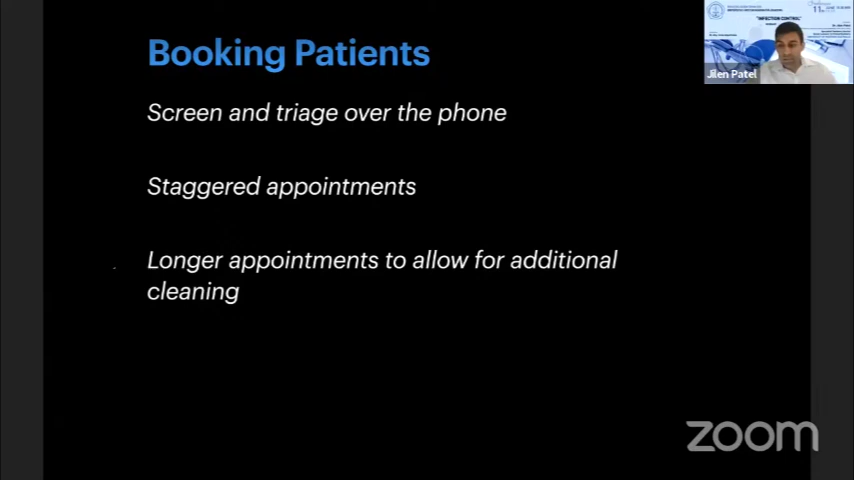 Booking Patients
Screen and triage over the phone
Staggered appointments
Longer appointments to allow for additional
cleaning
"INFECTION CONTROL"
Jilen Patel
zoom